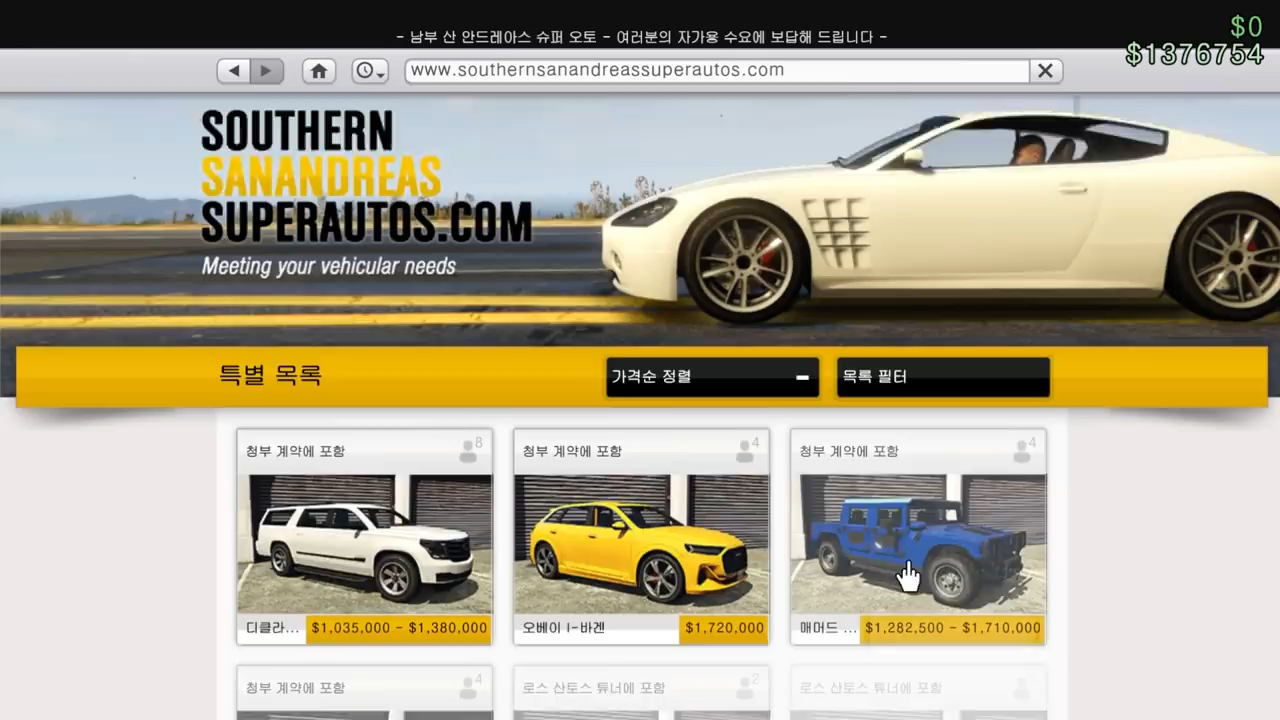 - 남부 산 안드레아스 슈퍼 오토 - 여러분의 자가용 수요에 보답해 드립니다 -
$0
$1376754
www.southernsanandreassuperautos.com
SOUTHERN
SANANDREAS
SUPERAUTOS.COM
Meeting your vehicular needs
특별 목록
가격순 정렬
목록 필터
청부 계약에 포함 8
청부 계약에 포함 4
청부 계약에 포함 4
디클라... $1,035,000 - $1,380,000
오베이 I-바겐 $1,720,000
매머드 ... $1,282,500 - $1,710,000
청부 계약에 포함 4
로스 산토스 튜너에 포함 2
로스 산토스 튜너에 포함